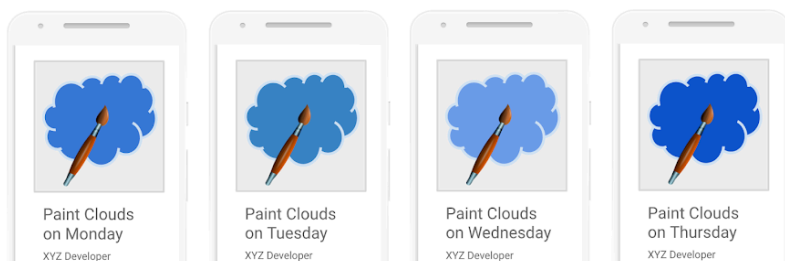 Paint Clouds
on Monday
XYZ Developer
Paint Clouds
on Tuesday
XYZ Developer
Paint Clouds
on Wednesday
XYZ Developer
Paint Clouds
on Thursday
XYZ Developer